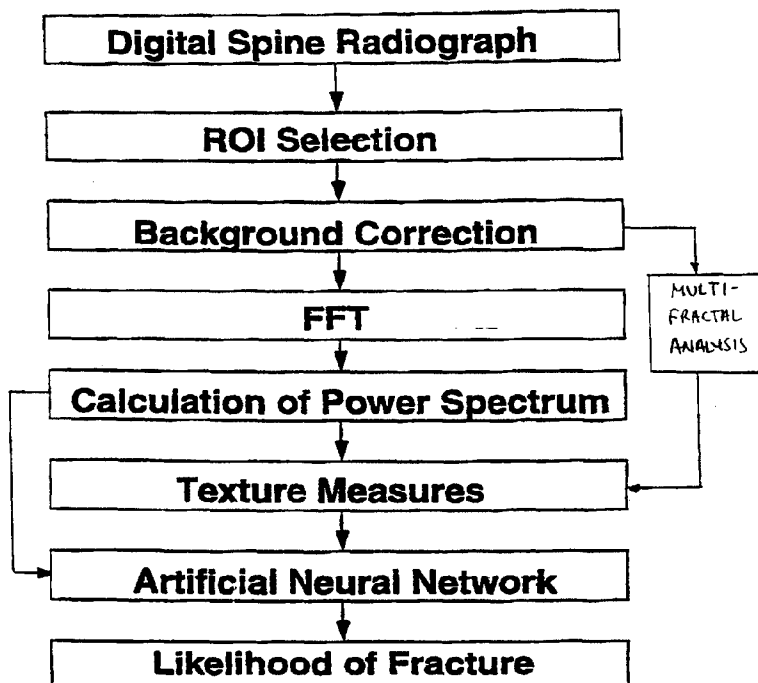 Digital Spine Radiograph
ROI Selection
Background Correction
MULTI-
FRACTAL
ANALYSIS
FFT
Calculation of Power Spectrum
Texture Measures
Artificial Neural Network
Likelihood of Fracture